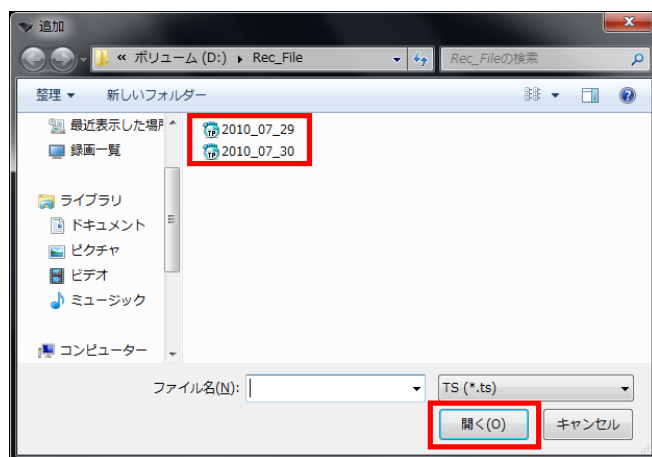 追加
« ボリューム (D:) ▸ Rec_File
Rec_Fileの検索
整理 ▼ 新しいフォルダー
最近表示した場所
録画一覧
ライブラリ
ドキュメント
ピクチャ
ビデオ
ミュージック
コンピューター
2010_07_29
2010_07_30
ファイル名(N):
TS (*.ts)
開く(O)
キャンセル